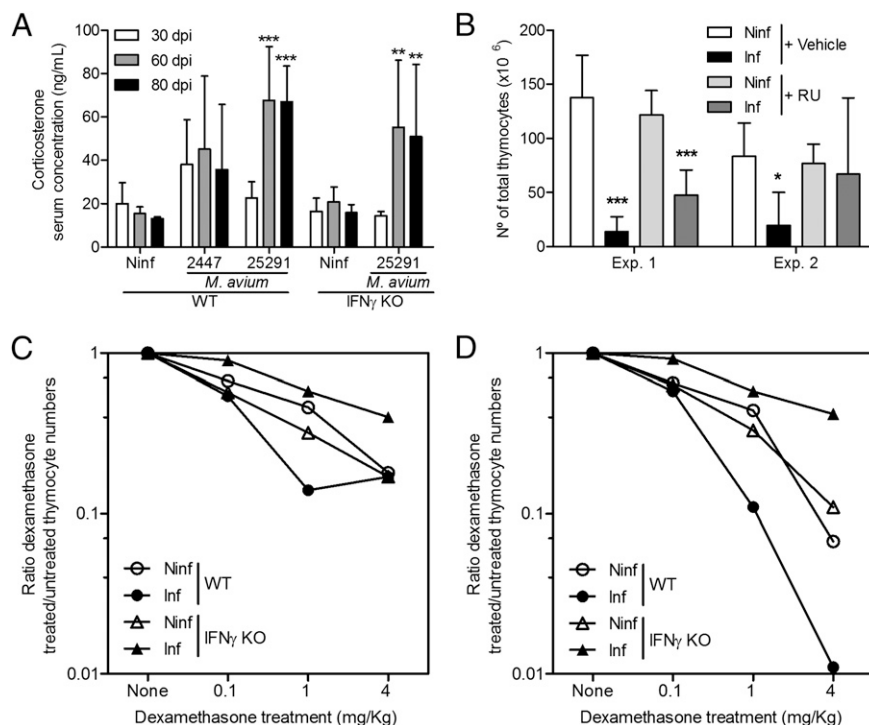 A
Corticosterone
serum concentration (ng/mL)
100
80
60
40
20
0
30 dpi
60 dpi
80 dpi
***
***
**
**
Ninf
2447
25291
Ninf
25291
M. avium
M. avium
WT
IFNγ KO
B
Nº of total thymocytes (x10 6)
200
150
100
50
0
Ninf
Inf
+ Vehicle
Ninf
Inf
+ RU
***
***
*
Exp. 1
Exp. 2
C
Ratio dexamethasone
treated/untreated thymocyte numbers
1
0.1
0.01
Ninf
Inf
WT
Ninf
Inf
IFNγ KO
None
0.1
1
4
Dexamethasone treatment (mg/Kg)
D
Ratio dexamethasone
treated/untreated thymocyte numbers
1
0.1
0.01
Ninf
Inf
WT
Ninf
Inf
IFNγ KO
None
0.1
1
4
Dexamethasone treatment (mg/Kg)